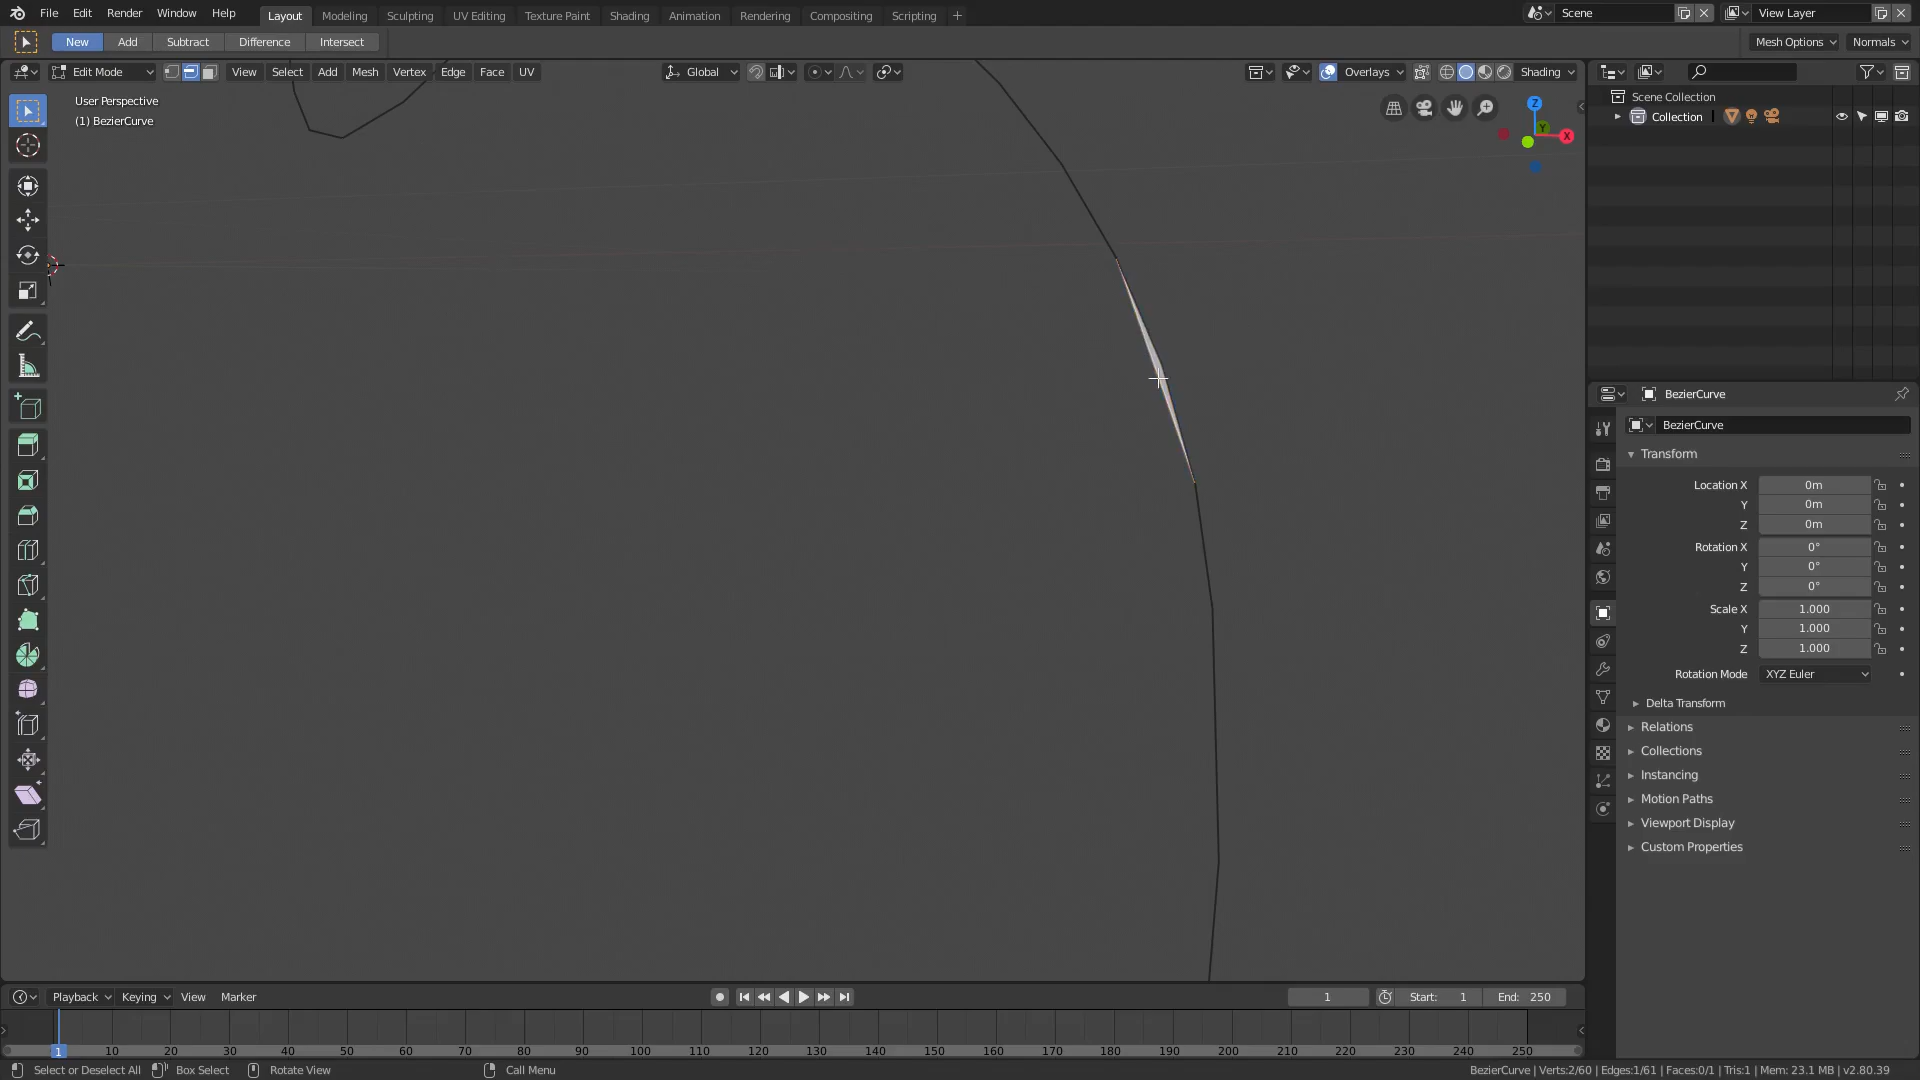 File Edit Render Window Help Layout Modeling Sculpting UV Editing Texture Paint Shading Animation Rendering Compositing Scripting + Scene View Layer
New Add Subtract Difference Intersect Mesh Options Normals
Edit Mode View Select Add Mesh Vertex Edge Face UV Global Overlays Shading
User Perspective
(1) BezierCurve
Z
Y
X
Scene Collection
Collection
BezierCurve
BezierCurve
Transform
Location X 0m
Y 0m
Z 0m
Rotation X 0°
Y 0°
Z 0°
Scale X 1.000
Y 1.000
Z 1.000
Rotation Mode XYZ Euler
Delta Transform
Relations
Collections
Instancing
Motion Paths
Viewport Display
Custom Properties
Playback Keying View Marker 1 Start: 1 End: 250
1 10 20 30 40 50 60 70 80 90 100 110 120 130 140 150 160 170 180 190 200 210 220 230 240 250
Select or Deselect All Box Select Rotate View Call Menu BezierCurve | Verts:2/60 | Edges:1/61 | Faces:0/1 | Tris:1 | Mem: 23.1 MB | v2.80.39